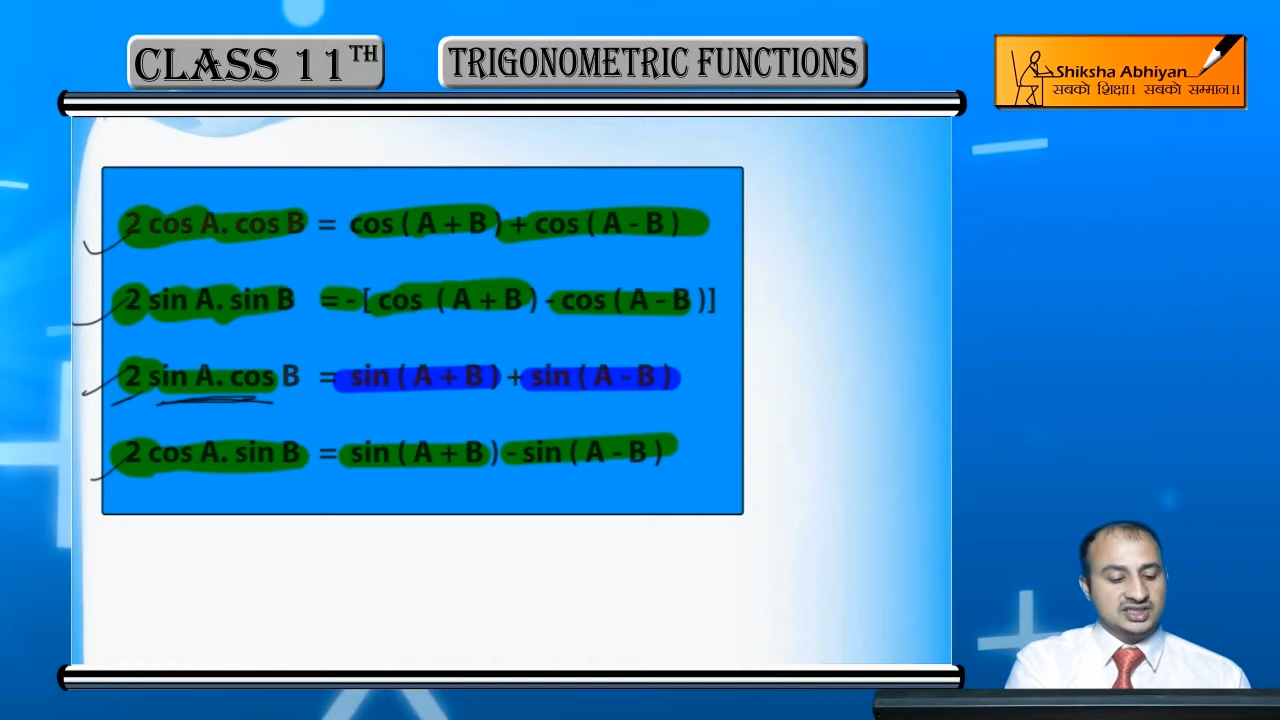 CLASS 11TH
TRIGONOMETRIC FUNCTIONS
Shiksha Abhiyan
सबको शिक्षा। सबको सम्मान॥
2 cos A. cos B = cos ( A + B ) + cos ( A - B )
2 sin A. sin B = - [ cos ( A + B ) - cos ( A - B )]
2 sin A. cos B = sin ( A + B ) + sin ( A - B )
2 cos A. sin B = sin ( A + B ) - sin ( A - B )